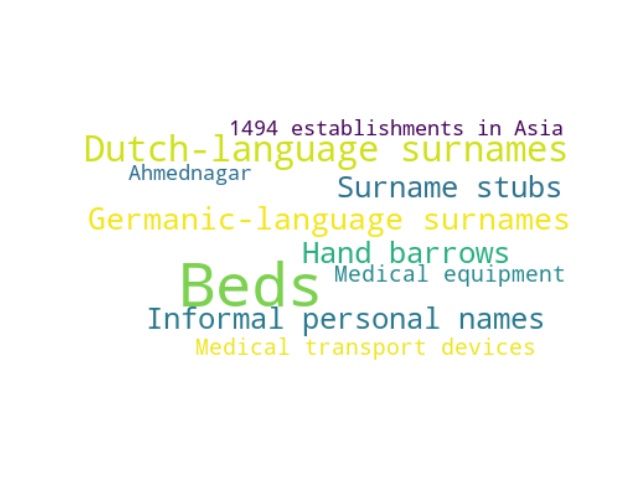 1494 establishments in Asia
Dutch-language surnames
Ahmednagar
Surname stubs
Germanic-language surnames
Hand barrows
Beds
Medical equipment
Informal personal names
Medical transport devices